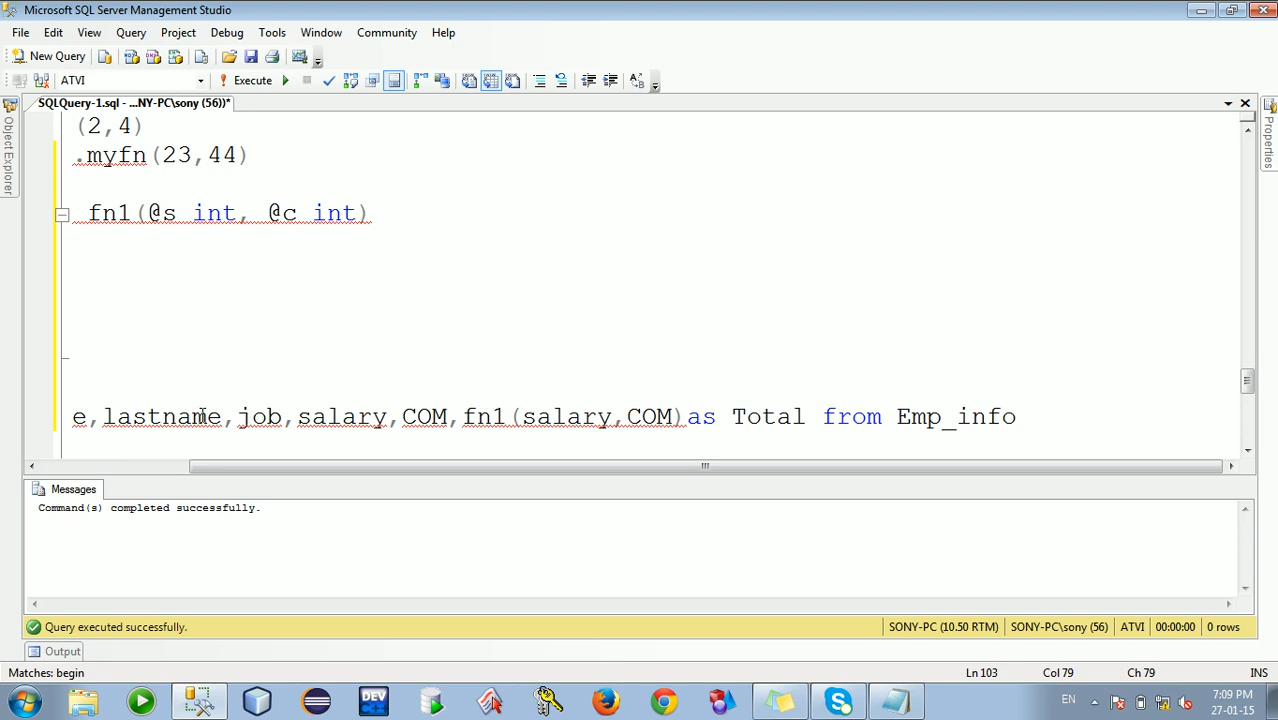 Microsoft SQL Server Management Studio
File Edit View Query Project Debug Tools Window Community Help
New Query
ATVI Execute
SQLQuery-1.sql - ...NY-PC\sony (56))*
Object Explorer
Properties
(2,4)
.myfn(23,44)
fn1(@s int, @c int)
e,lastname,job,salary,COM,fn1(salary,COM)as Total from Emp_info
Messages
Command(s) completed successfully.
Query executed successfully. SONY-PC (10.50 RTM) SONY-PC\sony (56) ATVI 00:00:00 0 rows
Output
Matches: begin Ln 103 Col 79 Ch 79 INS
DEV
EN 7:09 PM
27-01-15